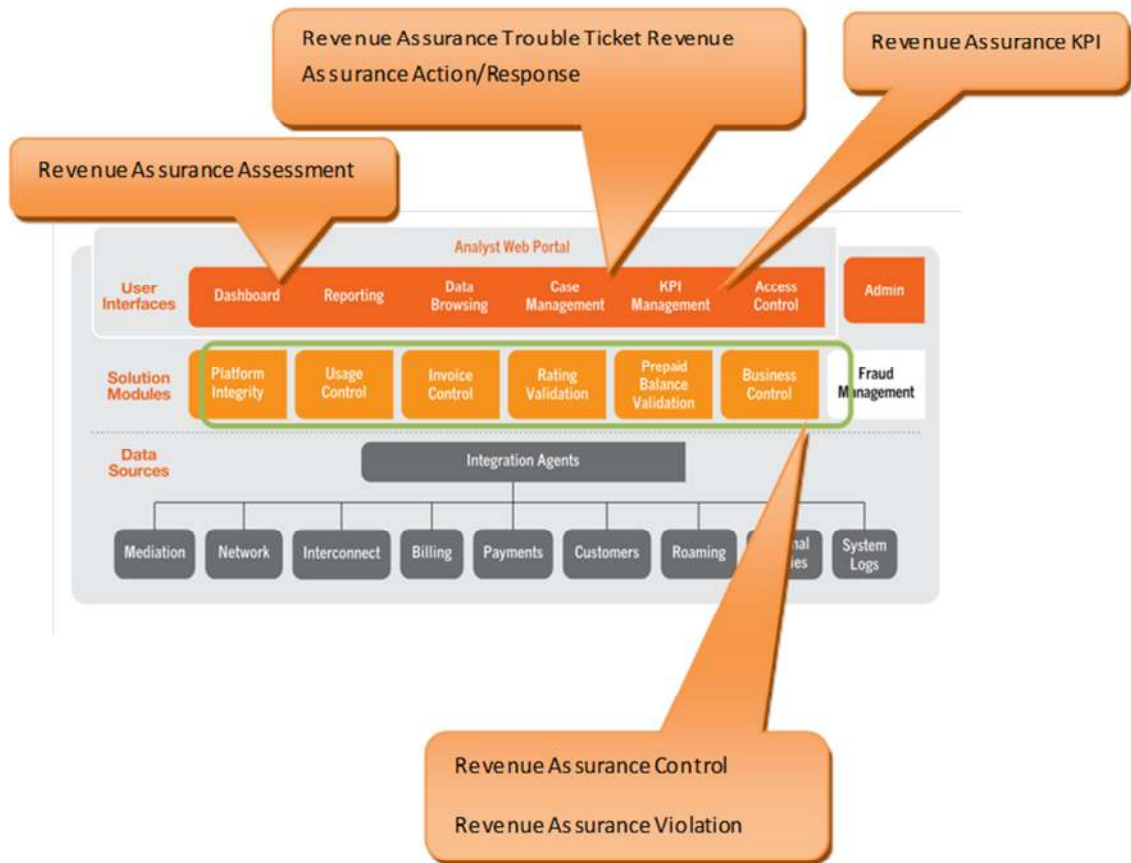 Revenue Assurance Trouble Ticket Revenue
Assurance Action/Response
Revenue Assurance KPI
Revenue Assurance Assessment
Analyst Web Portal
User
Interfaces
Dashboard
Reporting
Data
Browsing
Case
Management
KPI
Management
Access
Control
Admin
Solution
Modules
Platform
Integrity
Usage
Control
Invoice
Control
Rating
Validation
Prepaid
Balance
Validation
Business
Control
Fraud
Management
Data
Sources
Integration Agents
Mediation
Network
Interconnect
Billing
Payments
Customers
Roaming
System
Logs
Revenue Assurance Control
Revenue Assurance Violation